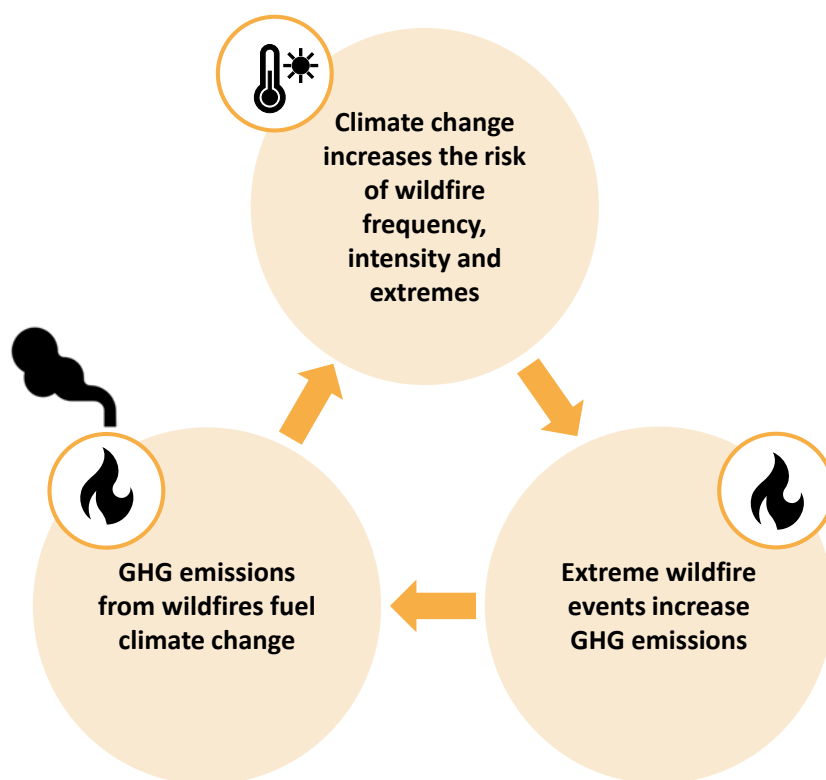 Climate change
increases the risk
of wildfire
frequency,
intensity and
extremes
Extreme wildfire
events increase
GHG emissions
GHG emissions
from wildfires fuel
climate change